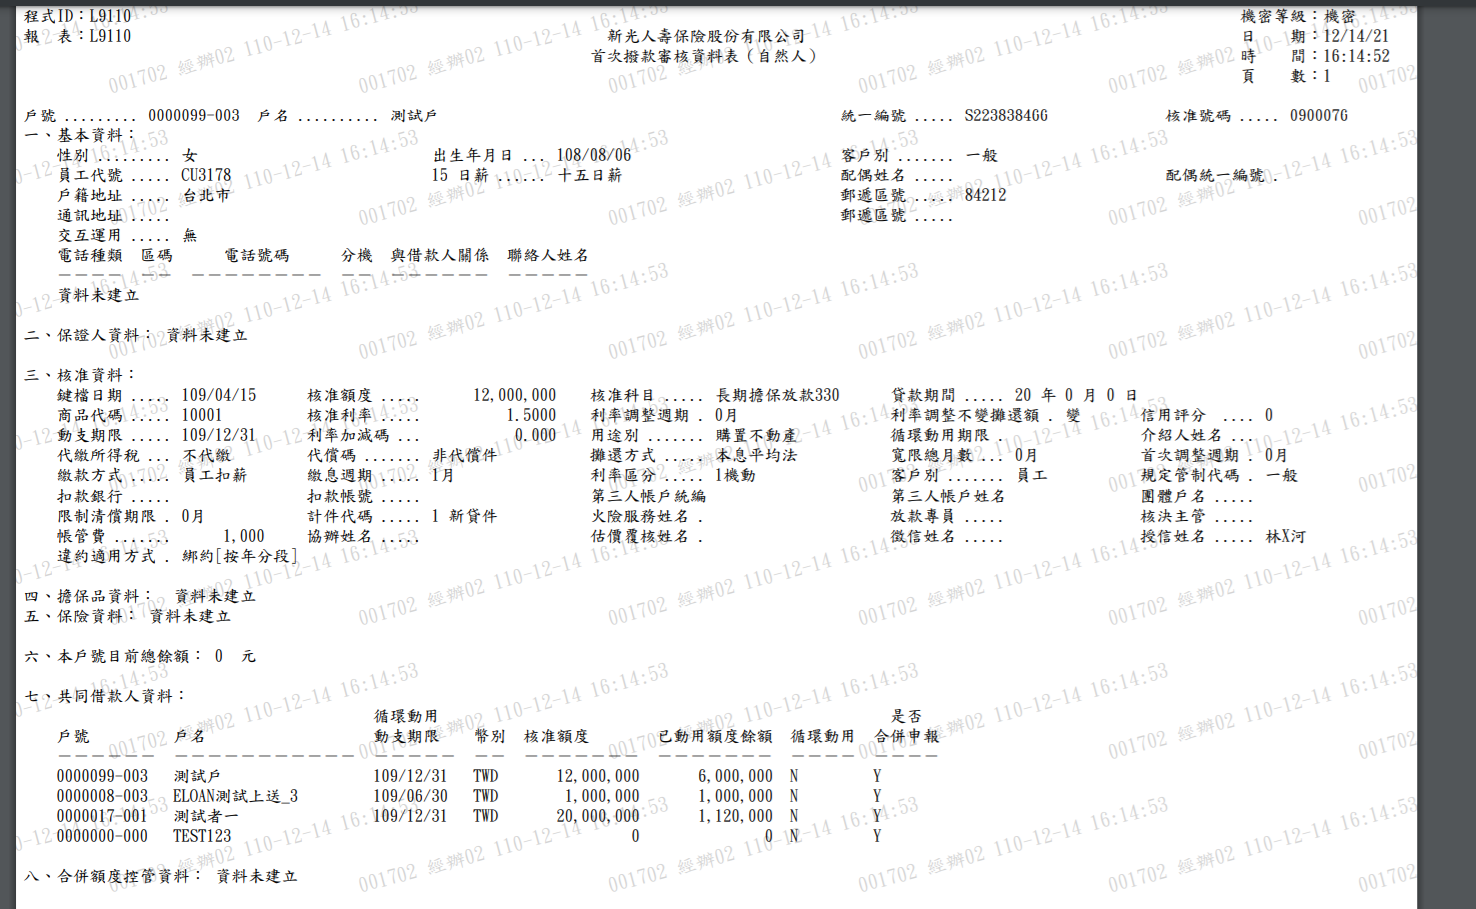 程式ID：L9110 機密等級：機密
報　表：L9110 新光人壽保險股份有限公司 日　　期：12/14/21
首次撥款審核資料表（自然人） 時　　間：16:14:52
頁　　數：1
戶號 ......... 0000099-003 戶名 .......... 測試戶 統一編號 ..... S223838466 核准號碼 ..... 0900076
一、基本資料：
性別 ......... 女 出生年月日 ... 108/08/06 客戶別 ....... 一般
員工代號 ..... CU3178 15 日薪 ...... 十五日薪 配偶姓名 ..... 配偶統一編號 .
戶籍地址 ..... 台北市 郵遞區號 ..... 84212
通訊地址 ..... 郵遞區號 .....
交互運用 ..... 無
電話種類 區碼 電話號碼 分機 與借款人關係 聯絡人姓名
資料未建立
二、保證人資料： 資料未建立
三、核准資料：
鍵檔日期 ..... 109/04/15 核准額度 ..... 12,000,000 核准科目 ..... 長期擔保放款330 貸款期間 ..... 20 年 0 月 0 日
商品代碼 ..... 10001 核准利率 ..... 1.5000 利率調整週期 . 0月 利率調整不變攤還額 . 變 信用評分 .... 0
動支期限 ..... 109/12/31 利率加減碼 ... 0.000 用途別 ....... 購置不動產 循環動用期限 . 介紹人姓名 ...
代繳所得稅 ... 不代繳 代償碼 ....... 非代償件 攤還方式 ..... 本息平均法 寬限總月數 ... 0月 首次調整週期 . 0月
繳款方式 ..... 員工扣薪 繳息週期 ..... 1月 利率區分 ..... 1機動 客戶別 ....... 員工 規定管制代碼 . 一般
扣款銀行 ..... 扣款帳號 ..... 第三人帳戶統編 第三人帳戶姓名 團體戶名 .....
限制清償期限 . 0月 計件代碼 ..... 1 新貸件 火險服務姓名 . 放款專員 ..... 核決主管 .....
帳管費 ....... 1,000 協辦姓名 ..... 估價覆核姓名 . 徵信姓名 ..... 授信姓名 ..... 林X河
違約適用方式 . 綁約[按年分段]
四、擔保品資料： 資料未建立
五、保險資料： 資料未建立
六、本戶號目前總餘額： 0 元
七、共同借款人資料：
循環動用 是否
戶號 戶名 動支期限 幣別 核准額度 已動用額度餘額 循環動用 合併申報
0000099-003 測試戶 109/12/31 TWD 12,000,000 6,000,000 N Y
0000008-003 ELOAN測試上送_3 109/06/30 TWD 1,000,000 1,000,000 N Y
0000017-001 測試者一 109/12/31 TWD 20,000,000 1,120,000 N Y
0000000-000 TEST123 0 0 N Y
八、合併額度控管資料： 資料未建立
001702 經辦02 110-12-14 16:14:53